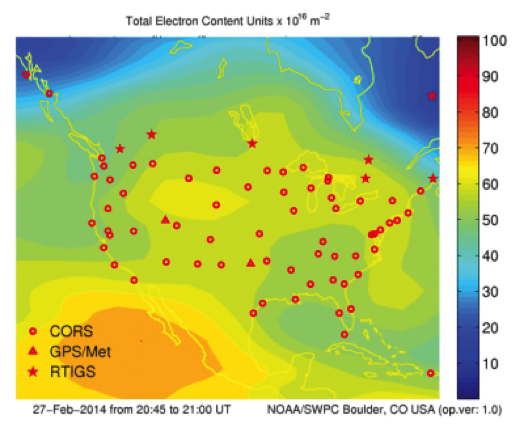 Total Electron Content Units x 10¹⁶ m⁻²
100
90
80
70
60
50
40
30
20
10
CORS
GPS/Met
RTIGS
27-Feb-2014 from 20:45 to 21:00 UT NOAA/SWPC Boulder, CO USA (op.ver: 1.0)